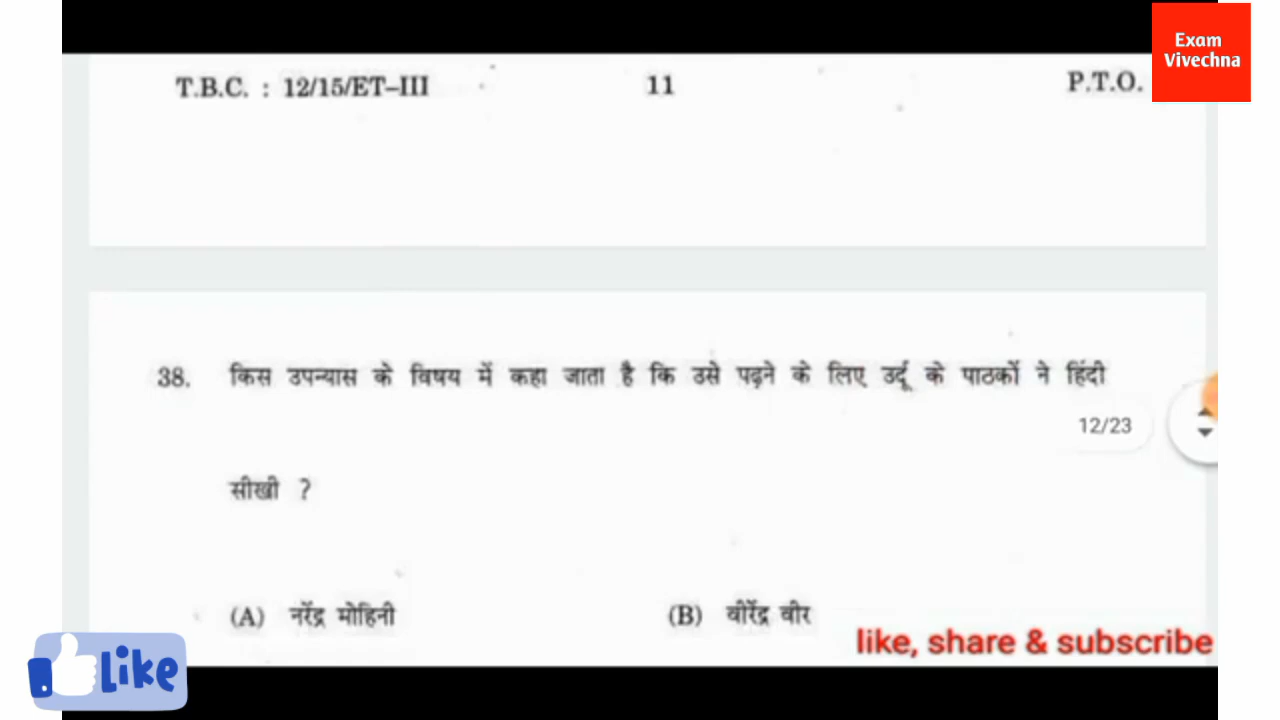 Exam
Vivechna
T.B.C. : 12/15/ET–III 11 P.T.O.
38. किस उपन्यास के विषय में कहा जाता है कि उसे पढ़ने के लिए उर्दू के पाठकों ने हिंदी
12/23
सीखी ?
(A) नरेंद्र मोहिनी (B) वीरेंद्र वीर
like, share & subscribe
Like